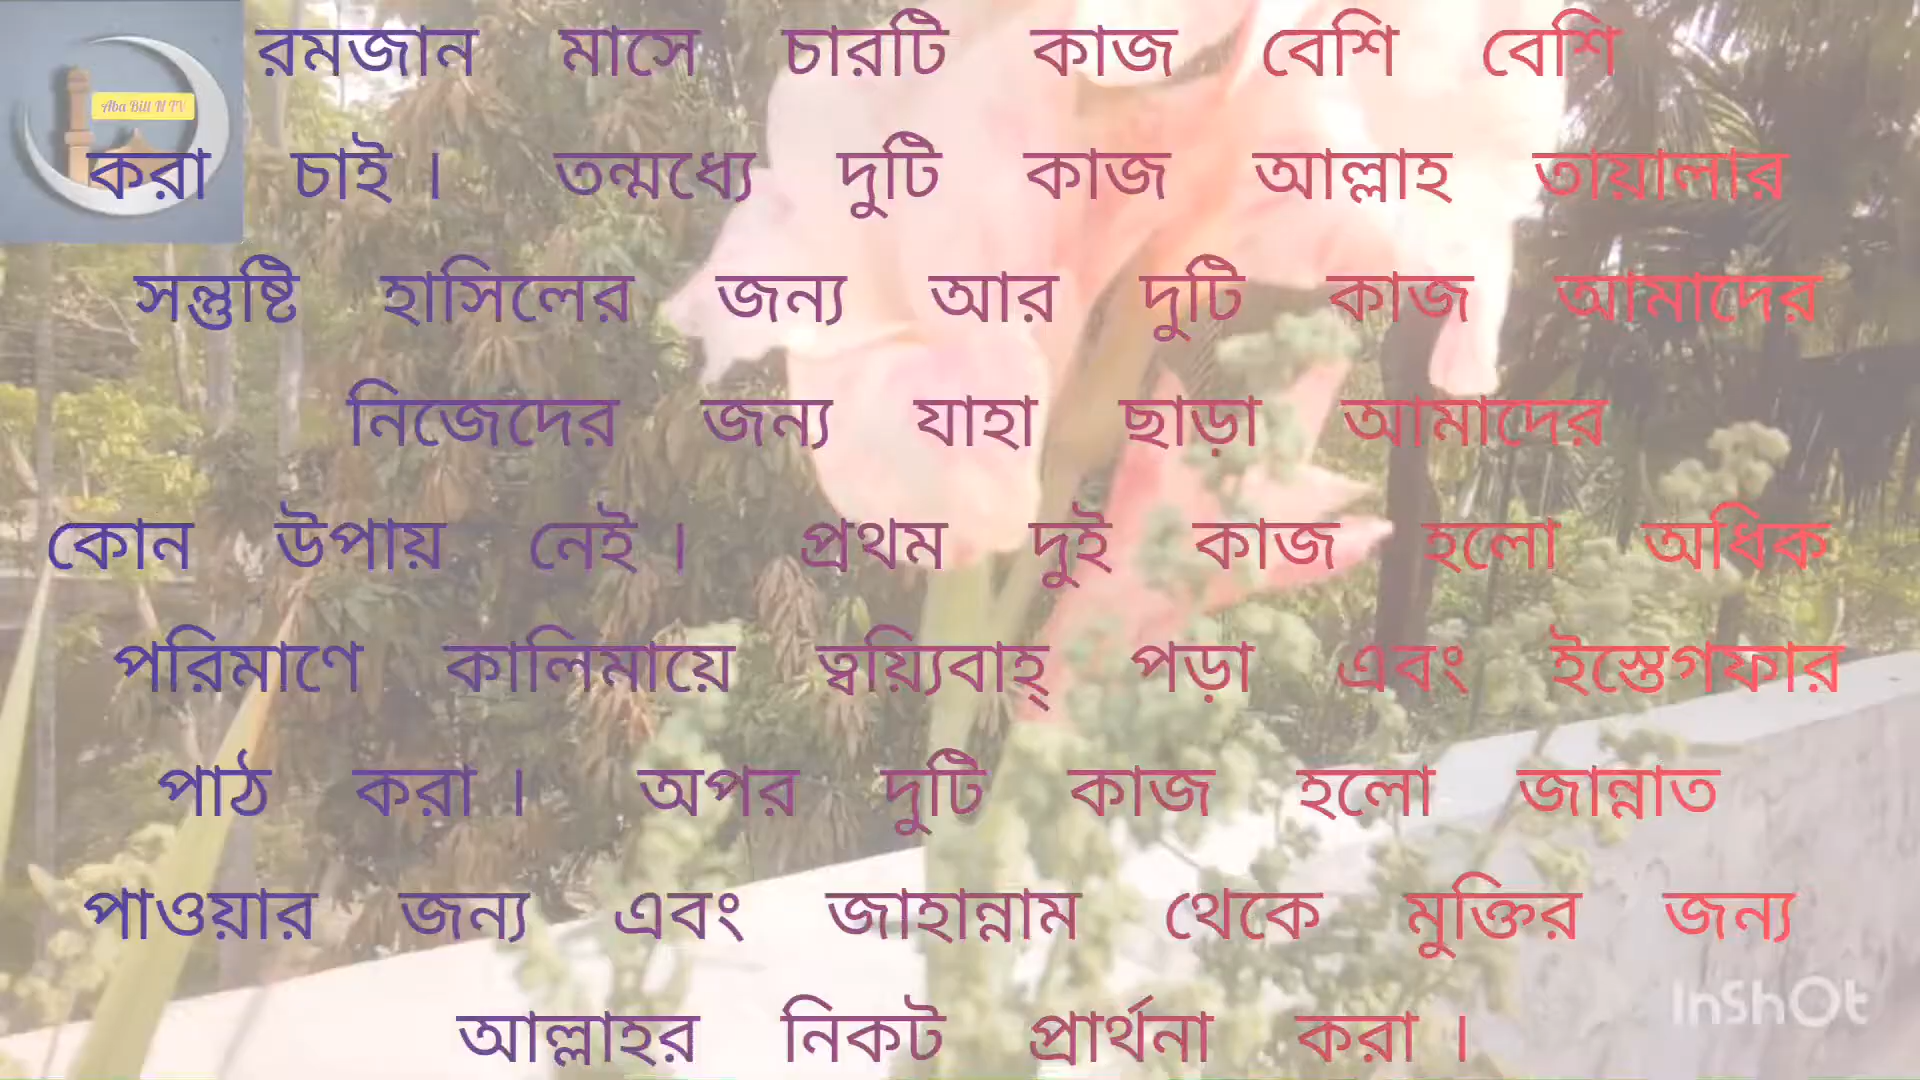 Aba Bill N TV
রমজান মাসে চারটি কাজ বেশি বেশি
করা চাই। তন্মধ্যে দুটি কাজ আল্লাহ তায়ালার
সন্তুষ্টি হাসিলের জন্য আর দুটি কাজ আমাদের
নিজেদের জন্য যাহা ছাড়া আমাদের
কোন উপায় নেই। প্রথম দুই কাজ হলো অধিক
পরিমাণে কালিমায়ে ত্বয়্যিবাহ্ পড়া এবং ইস্তেগফার
পাঠ করা। অপর দুটি কাজ হলো জান্নাত
পাওয়ার জন্য এবং জাহান্নাম থেকে মুক্তির জন্য
আল্লাহর নিকট প্রার্থনা করা।
InShOt